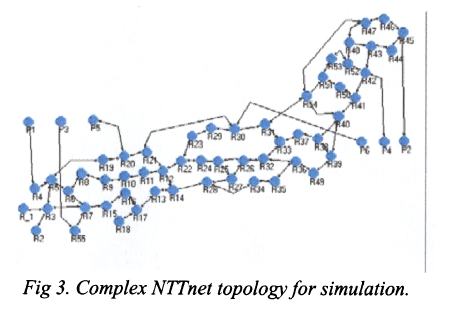 R47 R46
R45
R48 R43 R44
R53 R52
R51 R42
R50
R54 R41
P1 P3 P5 R29 R30 R31 R40
R23 R37 R38 P6 P4 P2
R33
R19 R20 R21 R22 R24 R25 R26 R32 R36 R39
R4 R5 R8 R9 R10 R11 R12 R49
R6 R13 R14 R28 R27 R34 R35
R_1 R3 R7 R15 R16 R17
R2 R55 R18
Fig 3. Complex NTTnet topology for simulation.